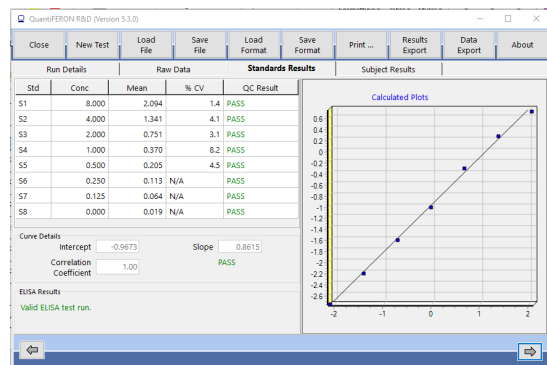 QuantiFERON R&D (Version 5.3.0)
Close New Test Load File Save File Load Format Save Format Print ... Results Export Data Export About
Run Details Raw Data Standards Results Subject Results
Std Conc Mean % CV QC Result
S1 8.000 2.094 1.4 PASS
S2 4.000 1.341 4.1 PASS
S3 2.000 0.751 3.1 PASS
S4 1.000 0.370 8.2 PASS
S5 0.500 0.205 4.5 PASS
S6 0.250 0.113 N/A PASS
S7 0.125 0.064 N/A PASS
S8 0.000 0.019 N/A PASS
Curve Details
Intercept -0.9673 Slope 0.8615
Correlation Coefficient 1.00 PASS
ELISA Results
Valid ELISA test run.
Calculated Plots
0.6
0.4
0.2
0
-0.2
-0.4
-0.6
-0.8
-1
-1.2
-1.4
-1.6
-1.8
-2
-2.2
-2.4
-2.6
-2 -1 0 1 2